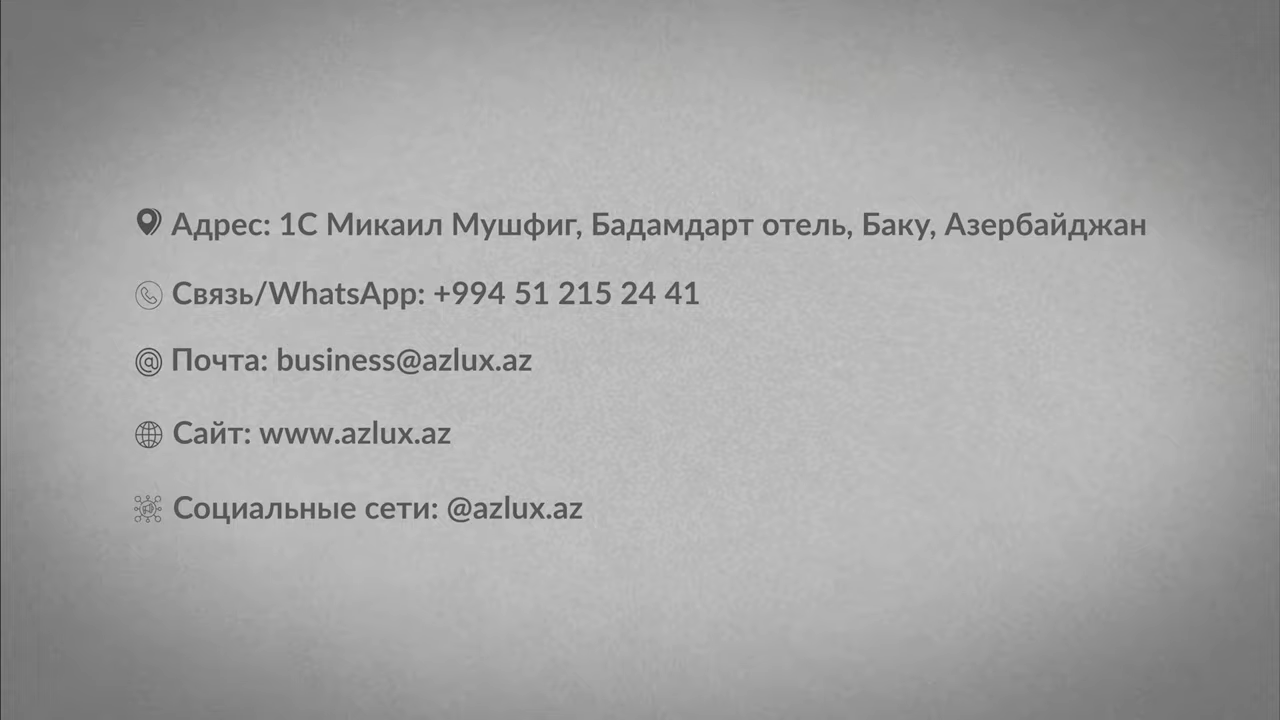 Адрес: 1С Микаил Мушфиг, Бадамдарт отель, Баку, Азербайджан
Связь/WhatsApp: +994 51 215 24 41
Почта: business@azlux.az
Сайт: www.azlux.az
Социальные сети: @azlux.az